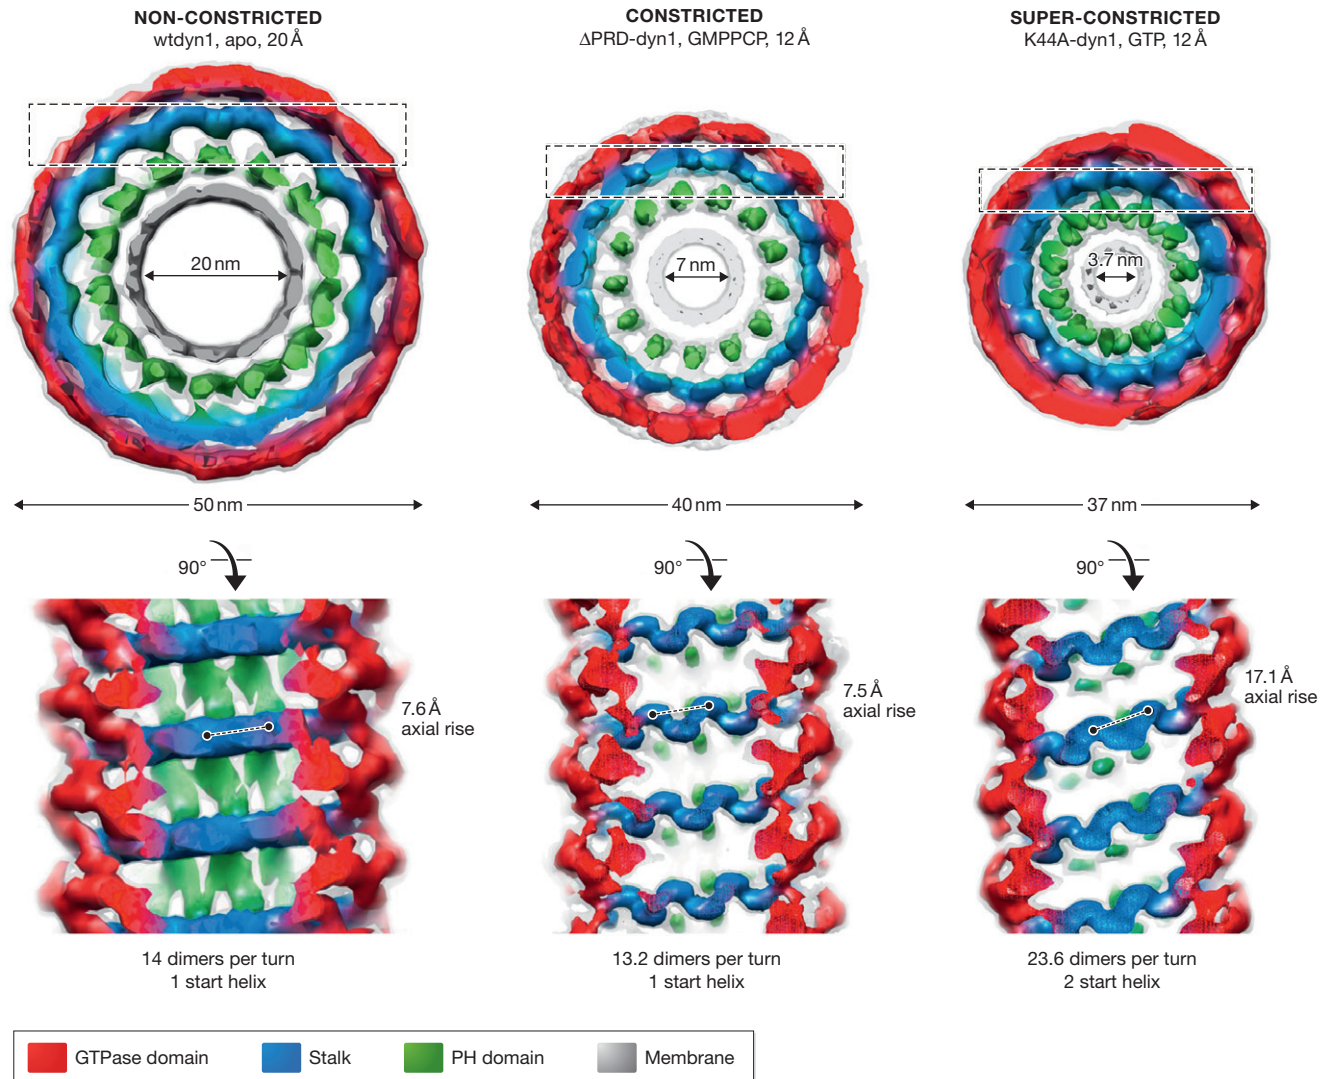 NON-CONSTRICTED
wtdyn1, apo, 20 Å
CONSTRICTED
ΔPRD-dyn1, GMPPCP, 12 Å
SUPER-CONSTRICTED
K44A-dyn1, GTP, 12 Å
20 nm
7 nm
3.7 nm
50 nm
40 nm
37 nm
90°
90°
90°
7.6 Å
axial rise
7.5 Å
axial rise
17.1 Å
axial rise
14 dimers per turn
1 start helix
13.2 dimers per turn
1 start helix
23.6 dimers per turn
2 start helix
GTPase domain
Stalk
PH domain
Membrane